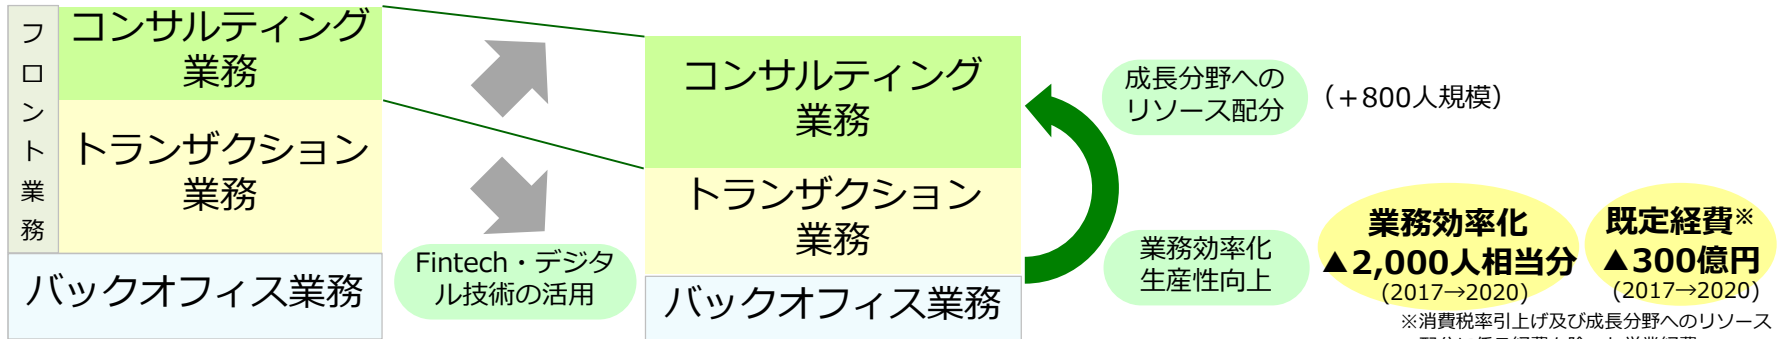 フロント業務
コンサルティング
業務
トランザクション
業務
バックオフィス業務
Fintech・デジタ
ル技術の活用
コンサルティング
業務
トランザクション
業務
バックオフィス業務
成長分野への
リソース配分
（＋800人規模）
業務効率化
生産性向上
業務効率化
▲2,000人相当分
(2017→2020)
既定経費※
▲300億円
(2017→2020)
※消費税率引上げ及び成長分野へのリソース